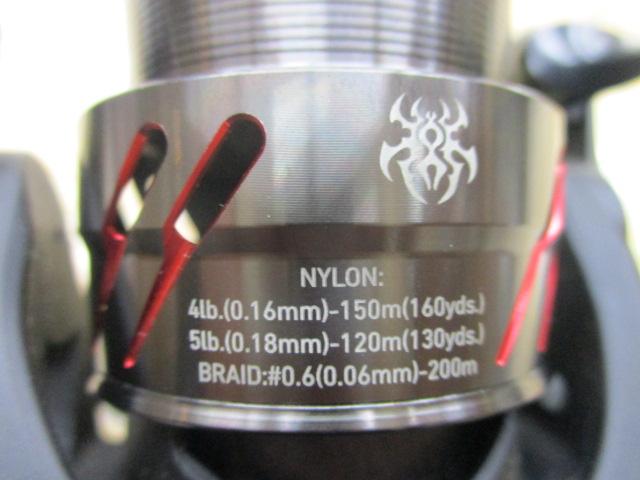 NYLON:
4lb.(0.16mm)-150m(160yds.)
5lb.(0.18mm)-120m(130yds.)
BRAID:#0.6(0.06mm)-200m